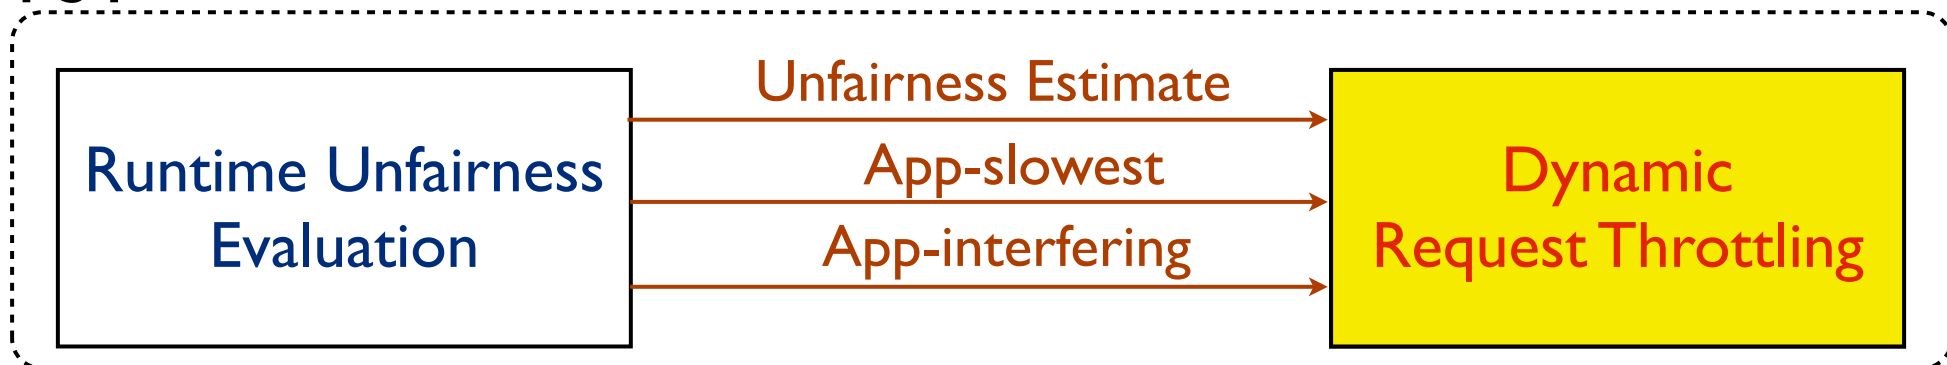 Unfairness Estimate
Runtime Unfairness
Evaluation
App-slowest
App-interfering
Dynamic
Request Throttling